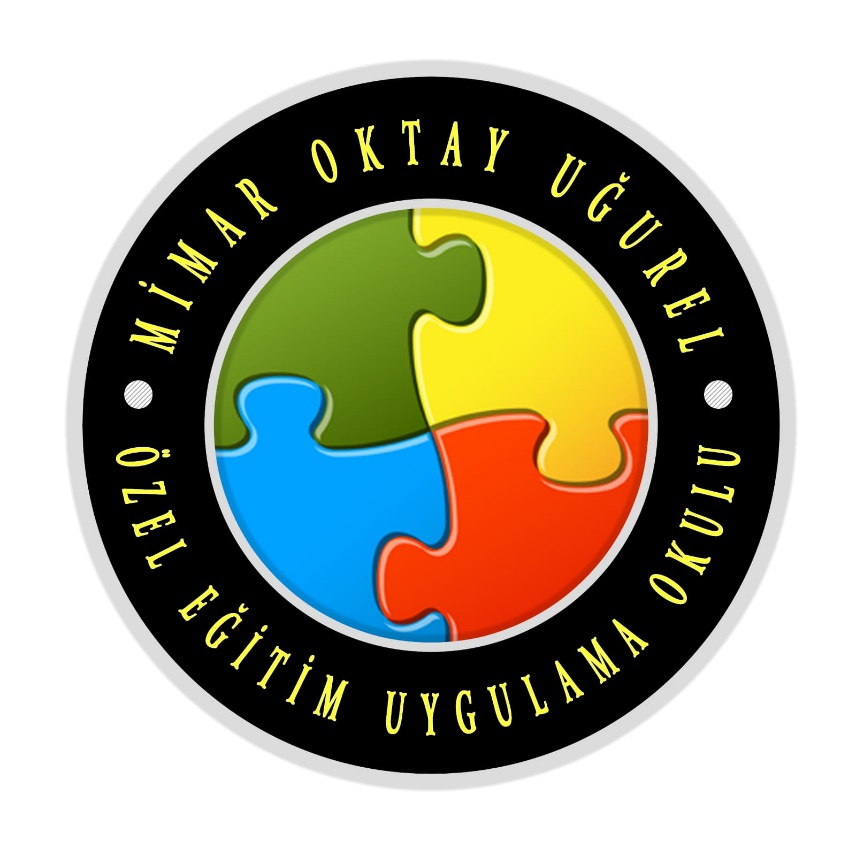 MİMAR OKTAY UĞUREL
ÖZEL EĞİTİM UYGULAMA OKULU